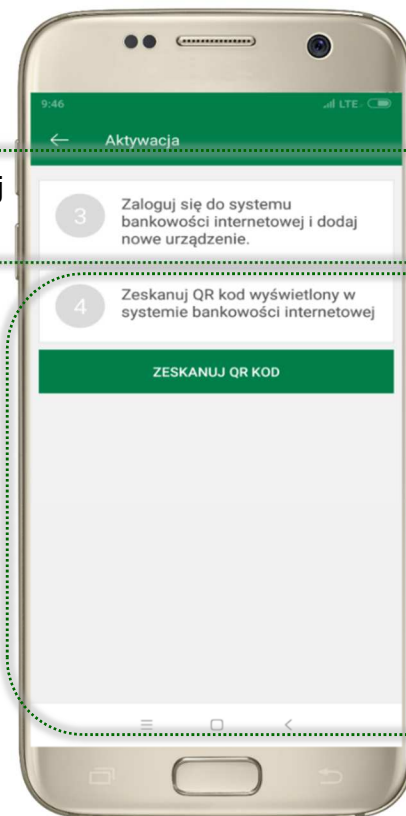 9:46
LTE
Aktywacja
j
3
Zaloguj się do systemu
bankowości internetowej i dodaj
nowe urządzenie.
4
Zeskanuj QR kod wyświetlony w
systemie bankowości internetowej
ZESKANUJ QR KOD